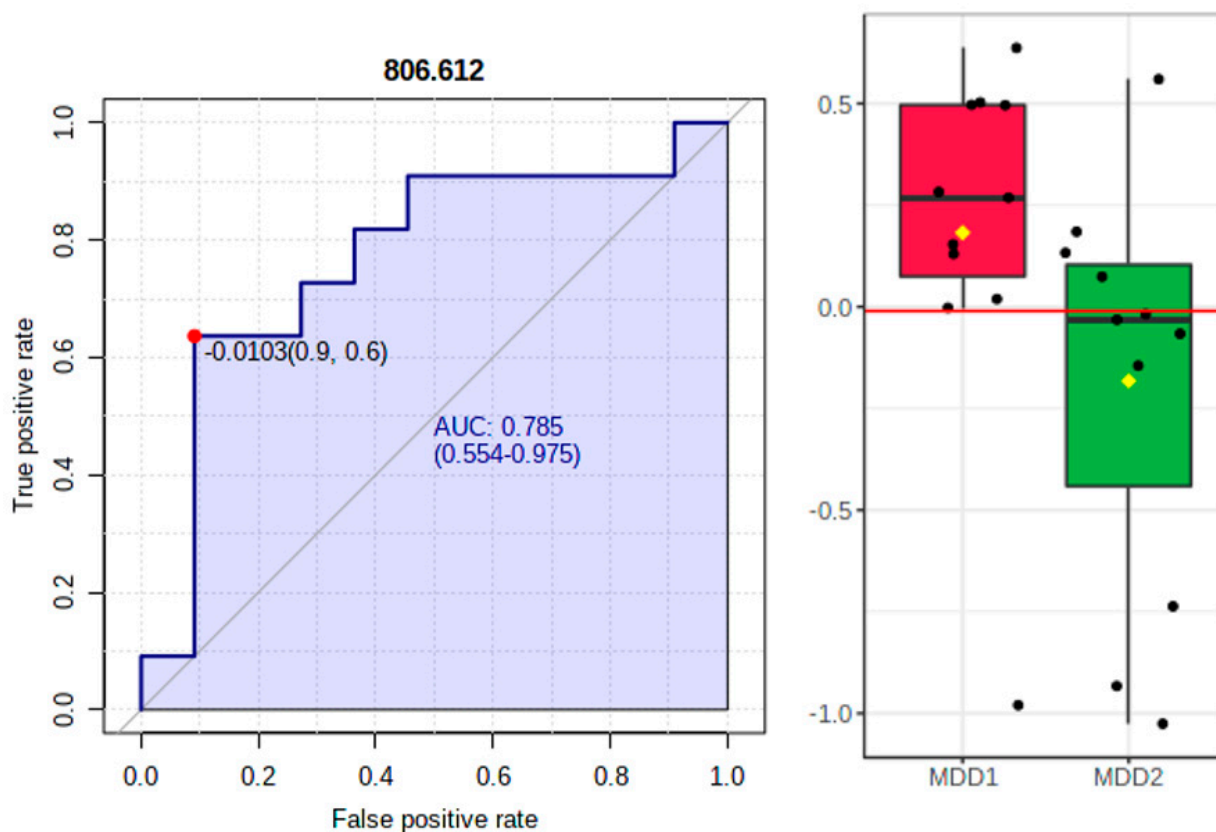 806.612
True positive rate
1.0
0.8
0.6
0.4
0.2
0.0
-0.0103(0.9, 0.6)
AUC: 0.785
(0.554-0.975)
0.0 0.2 0.4 0.6 0.8 1.0
False positive rate
0.5
0.0
-0.5
-1.0
MDD1 MDD2